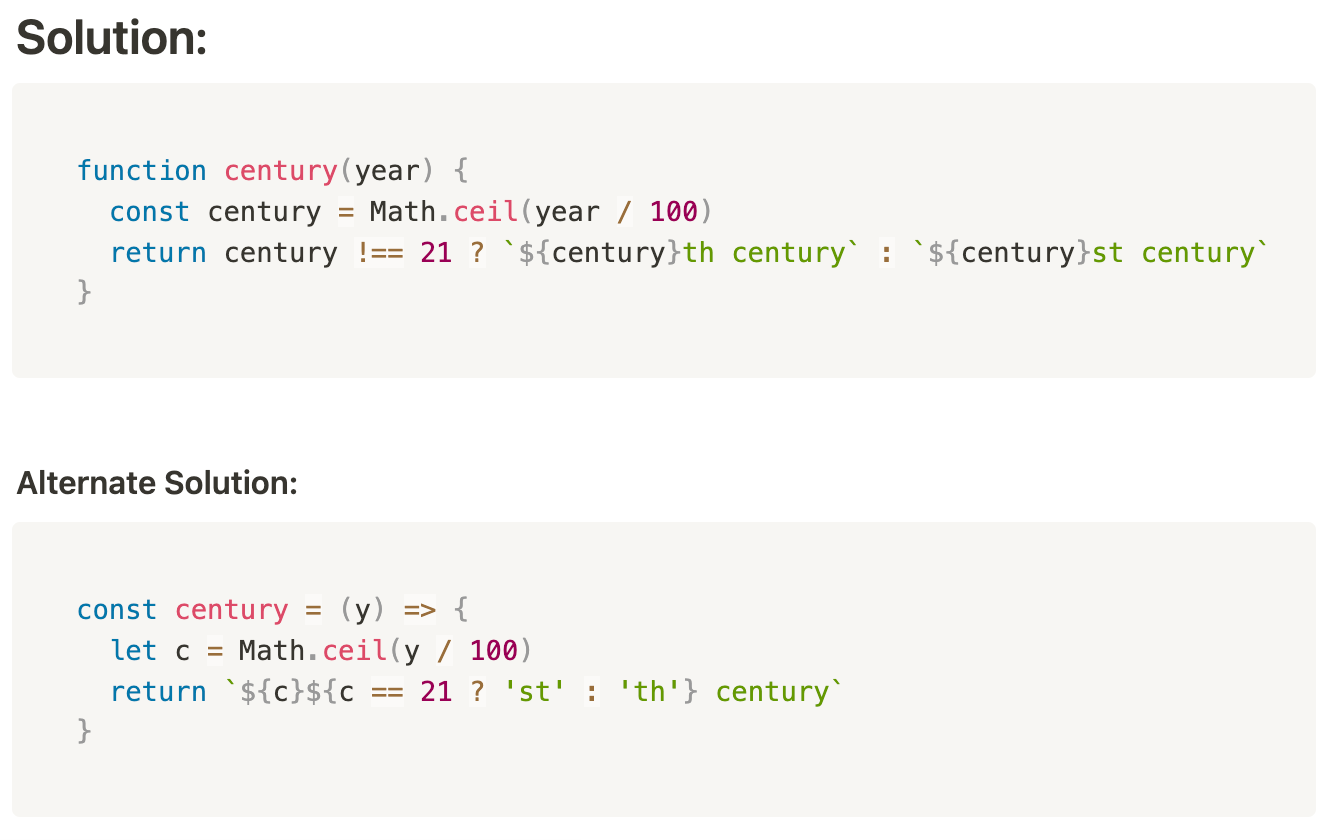 Solution:
function century(year) {
  const century = Math.ceil(year / 100)
  return century !== 21 ? `${century}th century` : `${century}st century`
}
Alternate Solution:
const century = (y) => {
  let c = Math.ceil(y / 100)
  return `${c}${c == 21 ? 'st' : 'th'} century`
}